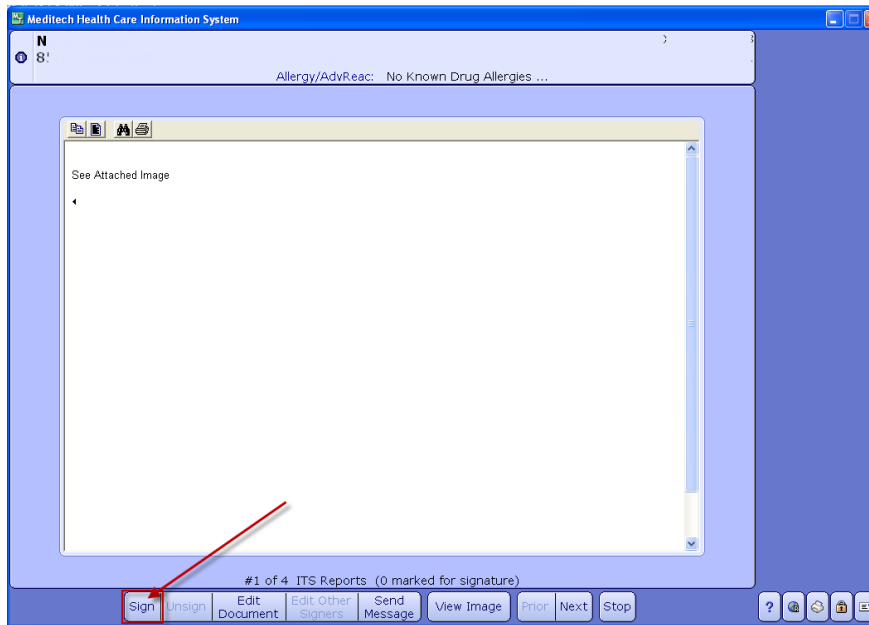 Meditech Health Care Information System
N
8
Allergy/AdvReac: No Known Drug Allergies ...
See Attached Image
#1 of 4 ITS Reports (0 marked for signature)
Sign Unsign Edit Document Edit Other Signers Send Message View Image Prior Next Stop ?